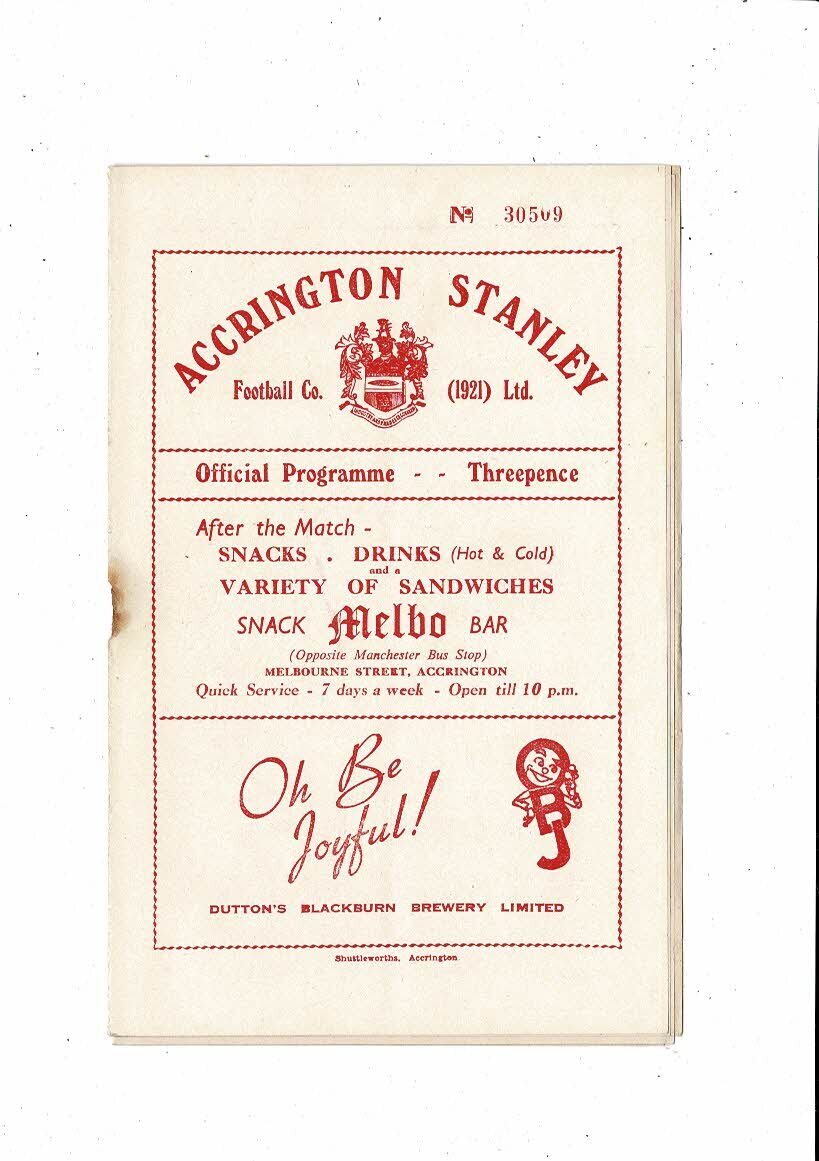 Nº 30509
ACCRINGTON STANLEY
Football Co. (1921) Ltd.
Official Programme - - Threepence
After the Match -
SNACKS . DRINKS (Hot & Cold)
and a
VARIETY OF SANDWICHES
SNACK Melbo BAR
(Opposite Manchester Bus Stop)
MELBOURNE STREET, ACCRINGTON
Quick Service - 7 days a week - Open till 10 p.m.
Oh Be
Joyful!
OBJ
DUTTON'S BLACKBURN BREWERY LIMITED
Shuttleworths, Accrington